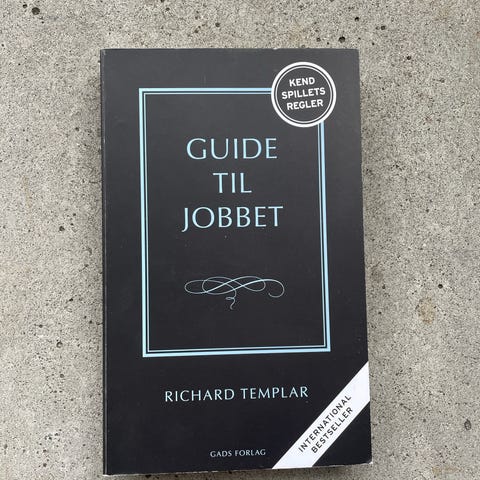 KEND
SPILLETS
REGLER
GUIDE
TIL
JOBBET
RICHARD TEMPLAR
INTERNATIONAL
BESTSELLER
GADS FORLAG